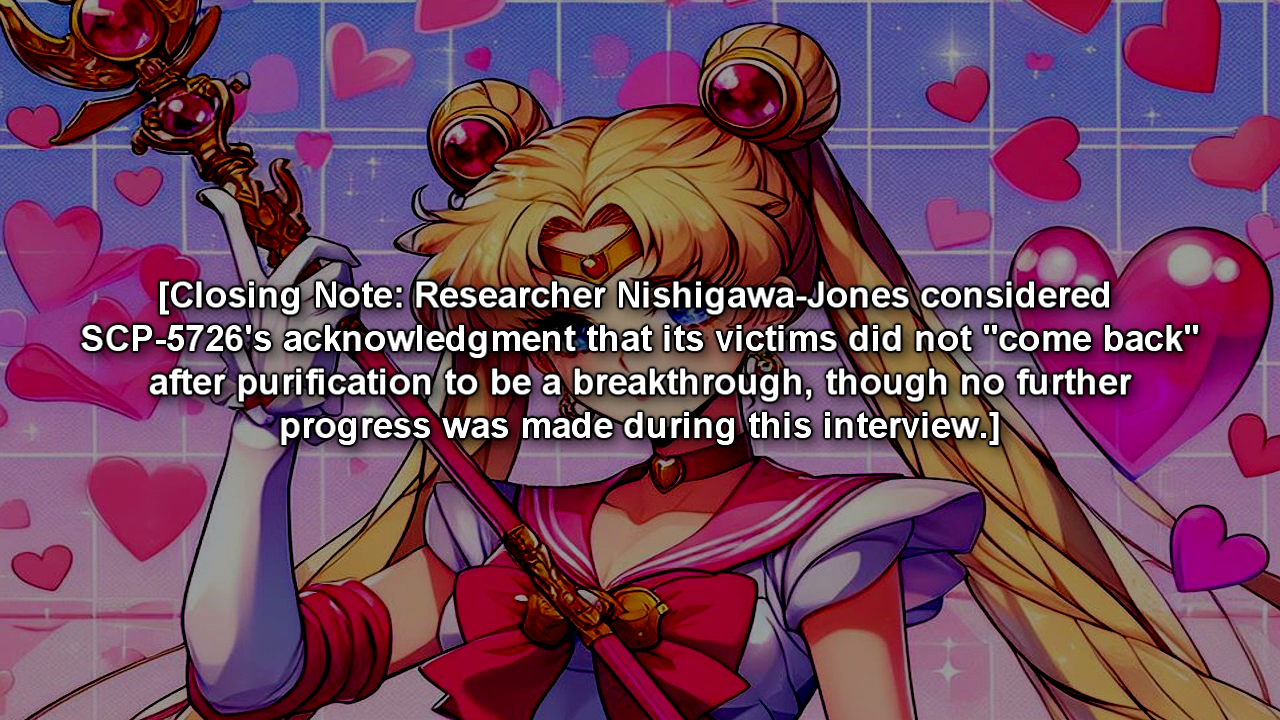 [Closing Note: Researcher Nishigawa-Jones considered
SCP-5726's acknowledgment that its victims did not "come back"
after purification to be a breakthrough, though no further
progress was made during this interview.]